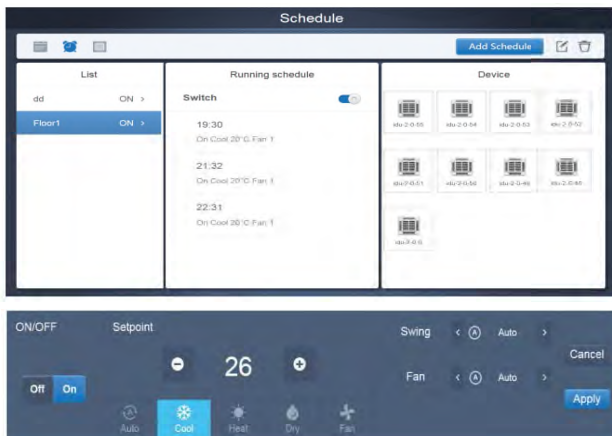 Schedule
Add Schedule
List
Running schedule
Device
dd ON >
Floor1 ON >
Switch
19:30
On Cool 20°C Fan 1
21:32
On Cool 20°C Fan 1
22:31
On Cool 20°C Fan 1
ON/OFF
Setpoint
Swing < A Auto >
26
Cancel
Off On
Fan < A Auto >
Apply
Auto Cool Heat Dry Fan